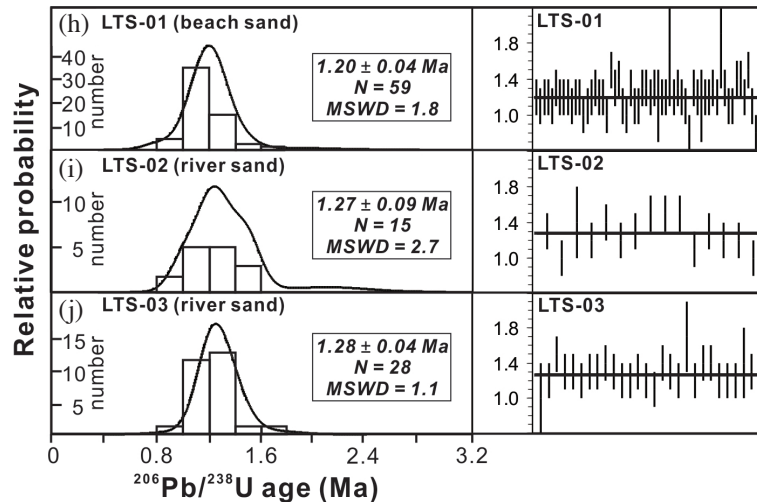 (h) LTS-01 (beach sand)
40
30
20
10
number
1.20 ± 0.04 Ma
N = 59
MSWD = 1.8
LTS-01
1.8
1.4
1.0
(i) LTS-02 (river sand)
10
5
number
1.27 ± 0.09 Ma
N = 15
MSWD = 2.7
LTS-02
1.8
1.4
1.0
(j) LTS-03 (river sand)
15
10
5
number
1.28 ± 0.04 Ma
N = 28
MSWD = 1.1
LTS-03
1.8
1.4
1.0
Relative probability
0 0.8 1.6 2.4 3.2
²⁰⁶Pb/²³⁸U age (Ma)